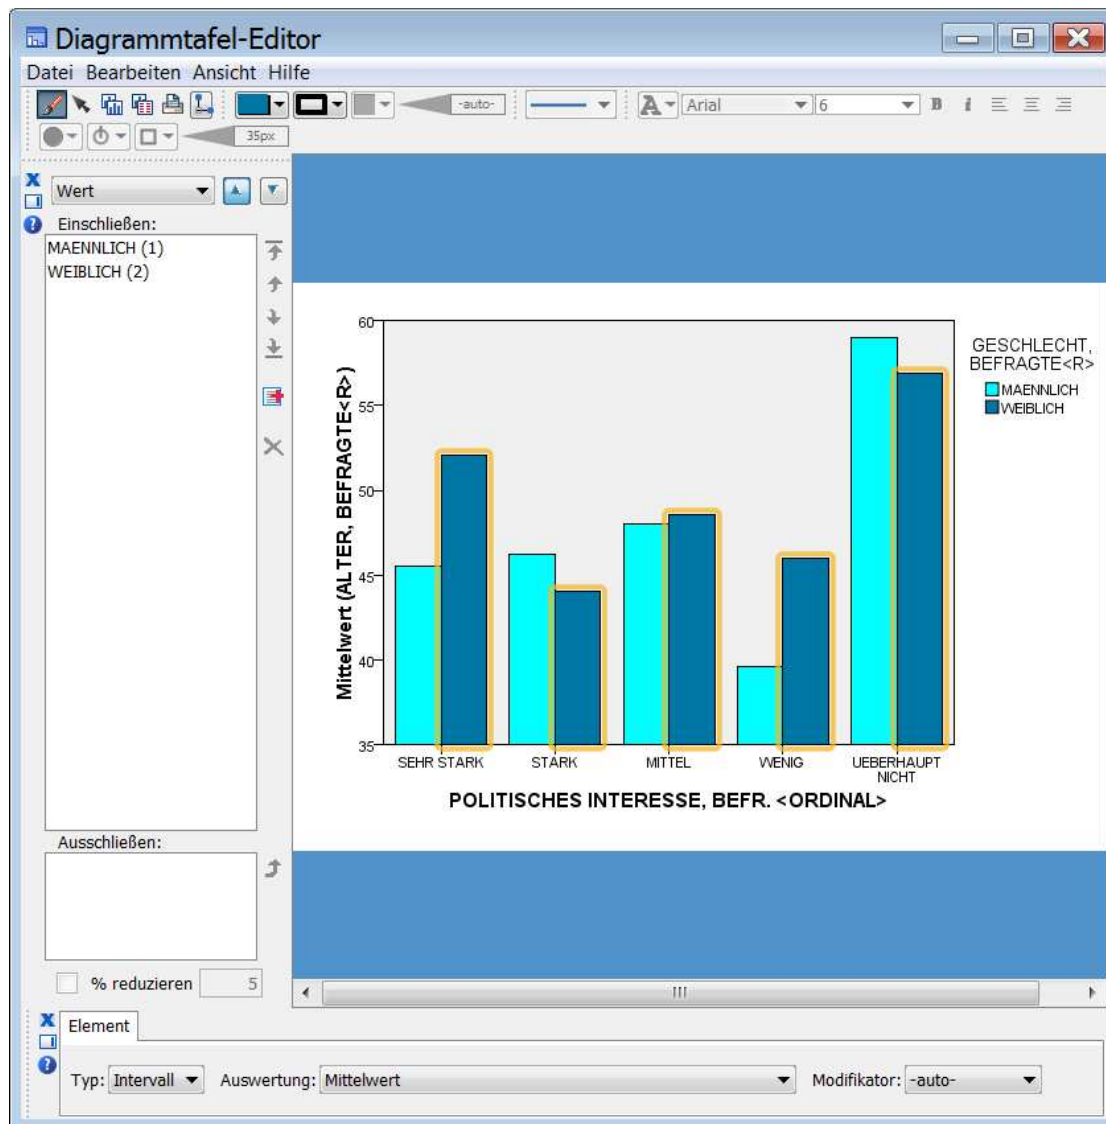 Diagrammtafel-Editor
Datei Bearbeiten Ansicht Hilfe
-auto- A Arial 6 B i
35px
Wert
Einschließen:
MAENNLICH (1)
WEIBLICH (2)
Ausschließen:
% reduzieren 5
Mittelwert (ALTER, BEFRAGTE<R>)
60
55
50
45
40
35
SEHR STARK STARK MITTEL WENIG UEBERHAUPT
NICHT
POLITISCHES INTERESSE, BEFR. <ORDINAL>
GESCHLECHT,
BEFRAGTE<R>
MAENNLICH
WEIBLICH
Element
Typ: Intervall Auswertung: Mittelwert Modifikator: -auto-